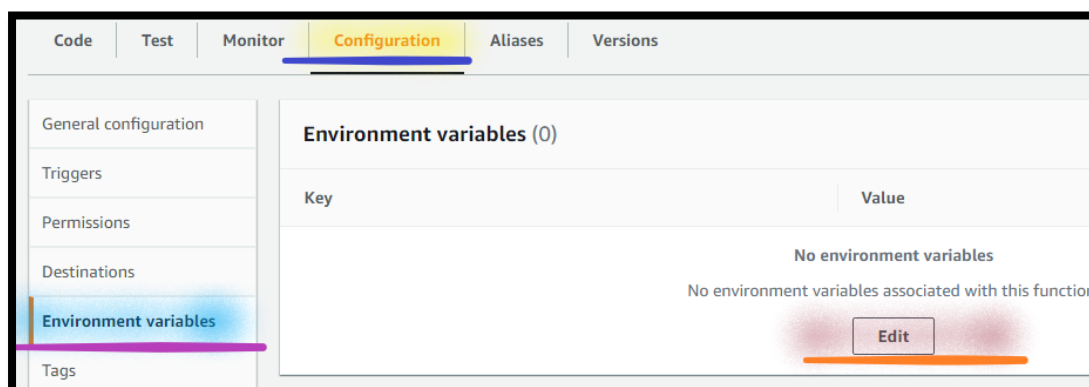 Code Test Monitor Configuration Aliases Versions
General configuration
Triggers
Permissions
Destinations
Environment variables
Tags
Environment variables (0)
Key Value
No environment variables
No environment variables associated with this function
Edit